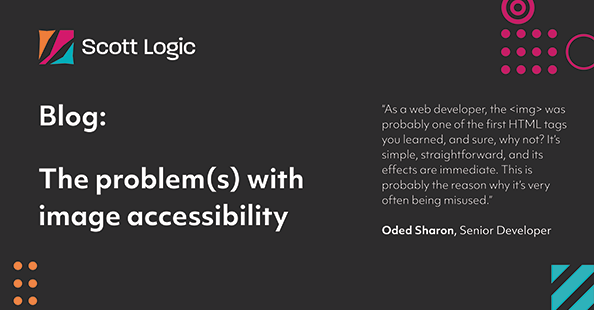 Scott Logic
Blog:
The problem(s) with
image accessibility
“As a web developer, the <img> was
probably one of the first HTML tags
you learned, and sure, why not? It’s
simple, straightforward, and its
effects are immediate. This is
probably the reason why it’s very
often being misused.”
Oded Sharon, Senior Developer